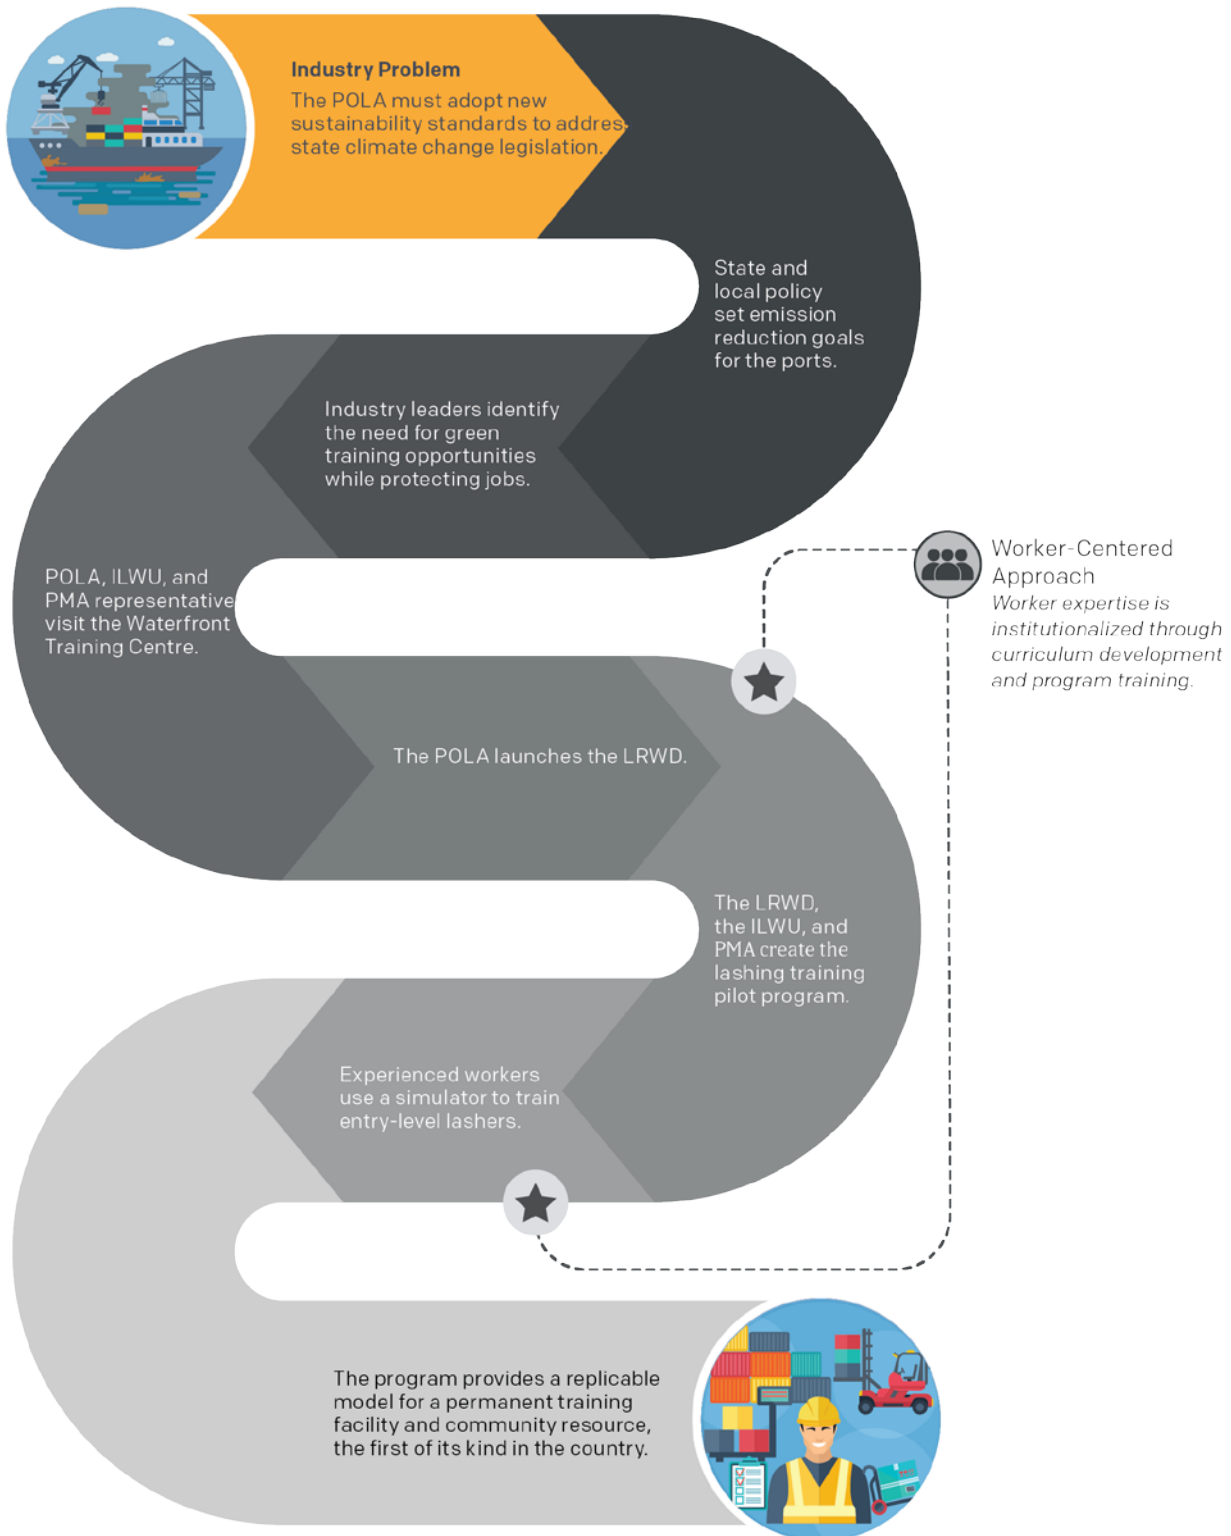 Industry Problem
The POLA must adopt new
sustainability standards to addres
state climate change legislation.
State and
local policy
set emission
reduction goals
for the ports.
Industry leaders identify
the need for green
training opportunities
while protecting jobs.
POLA, ILWU, and
PMA representative
visit the Waterfront
Training Centre.
Worker-Centered
Approach
Worker expertise is
institutionalized through
curriculum development
and program training.
The POLA launches the LRWD.
The LRWD,
the ILWU, and
PMA create the
lashing training
pilot program.
Experienced workers
use a simulator to train
entry-level lashers.
The program provides a replicable
model for a permanent training
facility and community resource,
the first of its kind in the country.